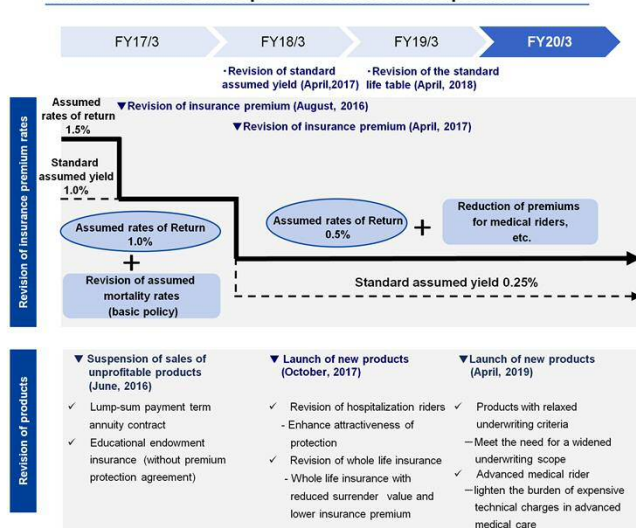 FY17/3
FY18/3
FY19/3
FY20/3
・Revision of standard
assumed yield (April,2017)
・Revision of the standard
life table (April, 2018)
Revision of insurance premium rates
Assumed
rates of return
1.5%
▼Revision of insurance premium (August, 2016)
▼Revision of insurance premium (April, 2017)
Standard
assumed yield
1.0%
Assumed rates of Return
1.0%
+
Revision of assumed
mortality rates
(basic policy)
Assumed rates of Return
0.5%
+
Reduction of premiums
for medical riders,
etc.
Standard assumed yield 0.25%
Revision of products
▼ Suspension of sales of
unprofitable products
(June, 2016)
✓ Lump-sum payment term
annuity contract
✓ Educational endowment
insurance (without premium
protection agreement)
▼ Launch of new products
(October, 2017)
✓ Revision of hospitalization riders
- Enhance attractiveness of
protection
✓ Revision of whole life insurance
- Whole life insurance with
reduced surrender value and
lower insurance premium
▼Launch of new products
(April, 2019)
✓ Products with relaxed
underwriting criteria
—Meet the need for a widened
underwriting scope
✓ Advanced medical rider
—lighten the burden of expensive
technical charges in advanced
medical care